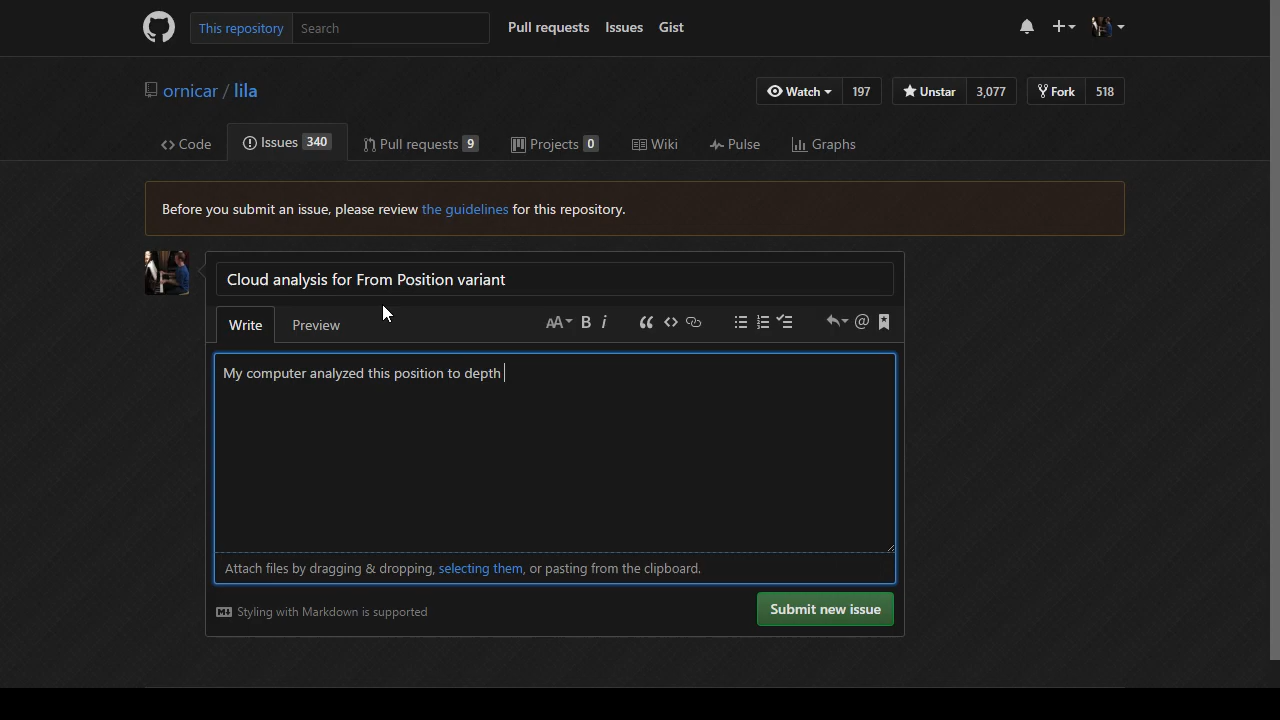 This repository Search Pull requests Issues Gist
ornicar / lila Watch 197 Unstar 3,077 Fork 518
Code Issues 340 Pull requests 9 Projects 0 Wiki Pulse Graphs
Before you submit an issue, please review the guidelines for this repository.
Cloud analysis for From Position variant
Write Preview AA B i @
My computer analyzed this position to depth
Attach files by dragging & dropping, selecting them, or pasting from the clipboard.
Styling with Markdown is supported Submit new issue